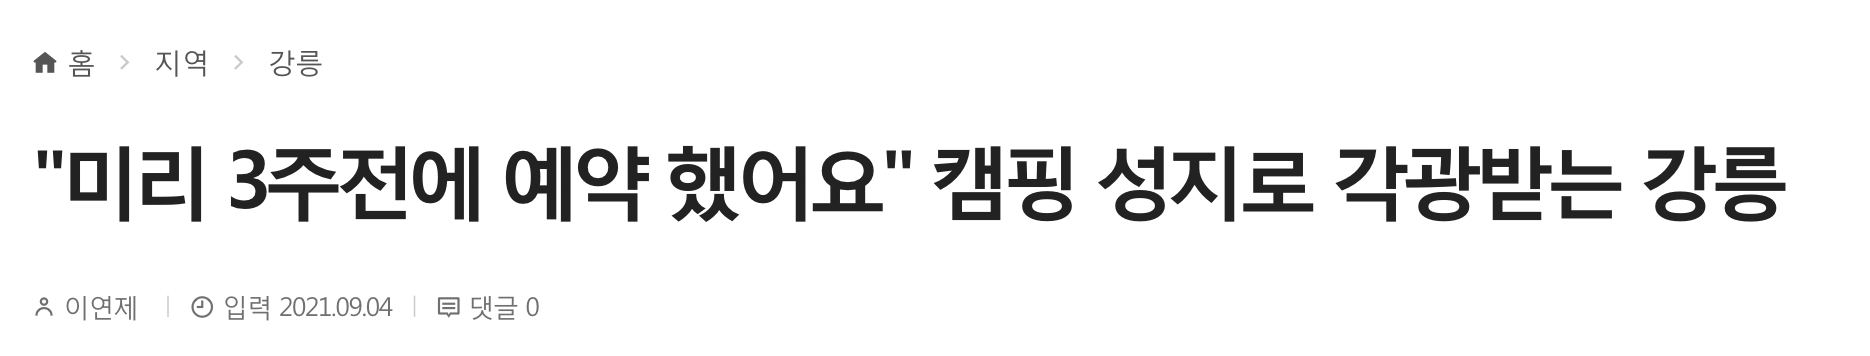 홈 > 지역 > 강릉
"미리 3주전에 예약 했어요" 캠핑 성지로 각광받는 강릉
이연제 | 입력 2021.09.04 | 댓글 0